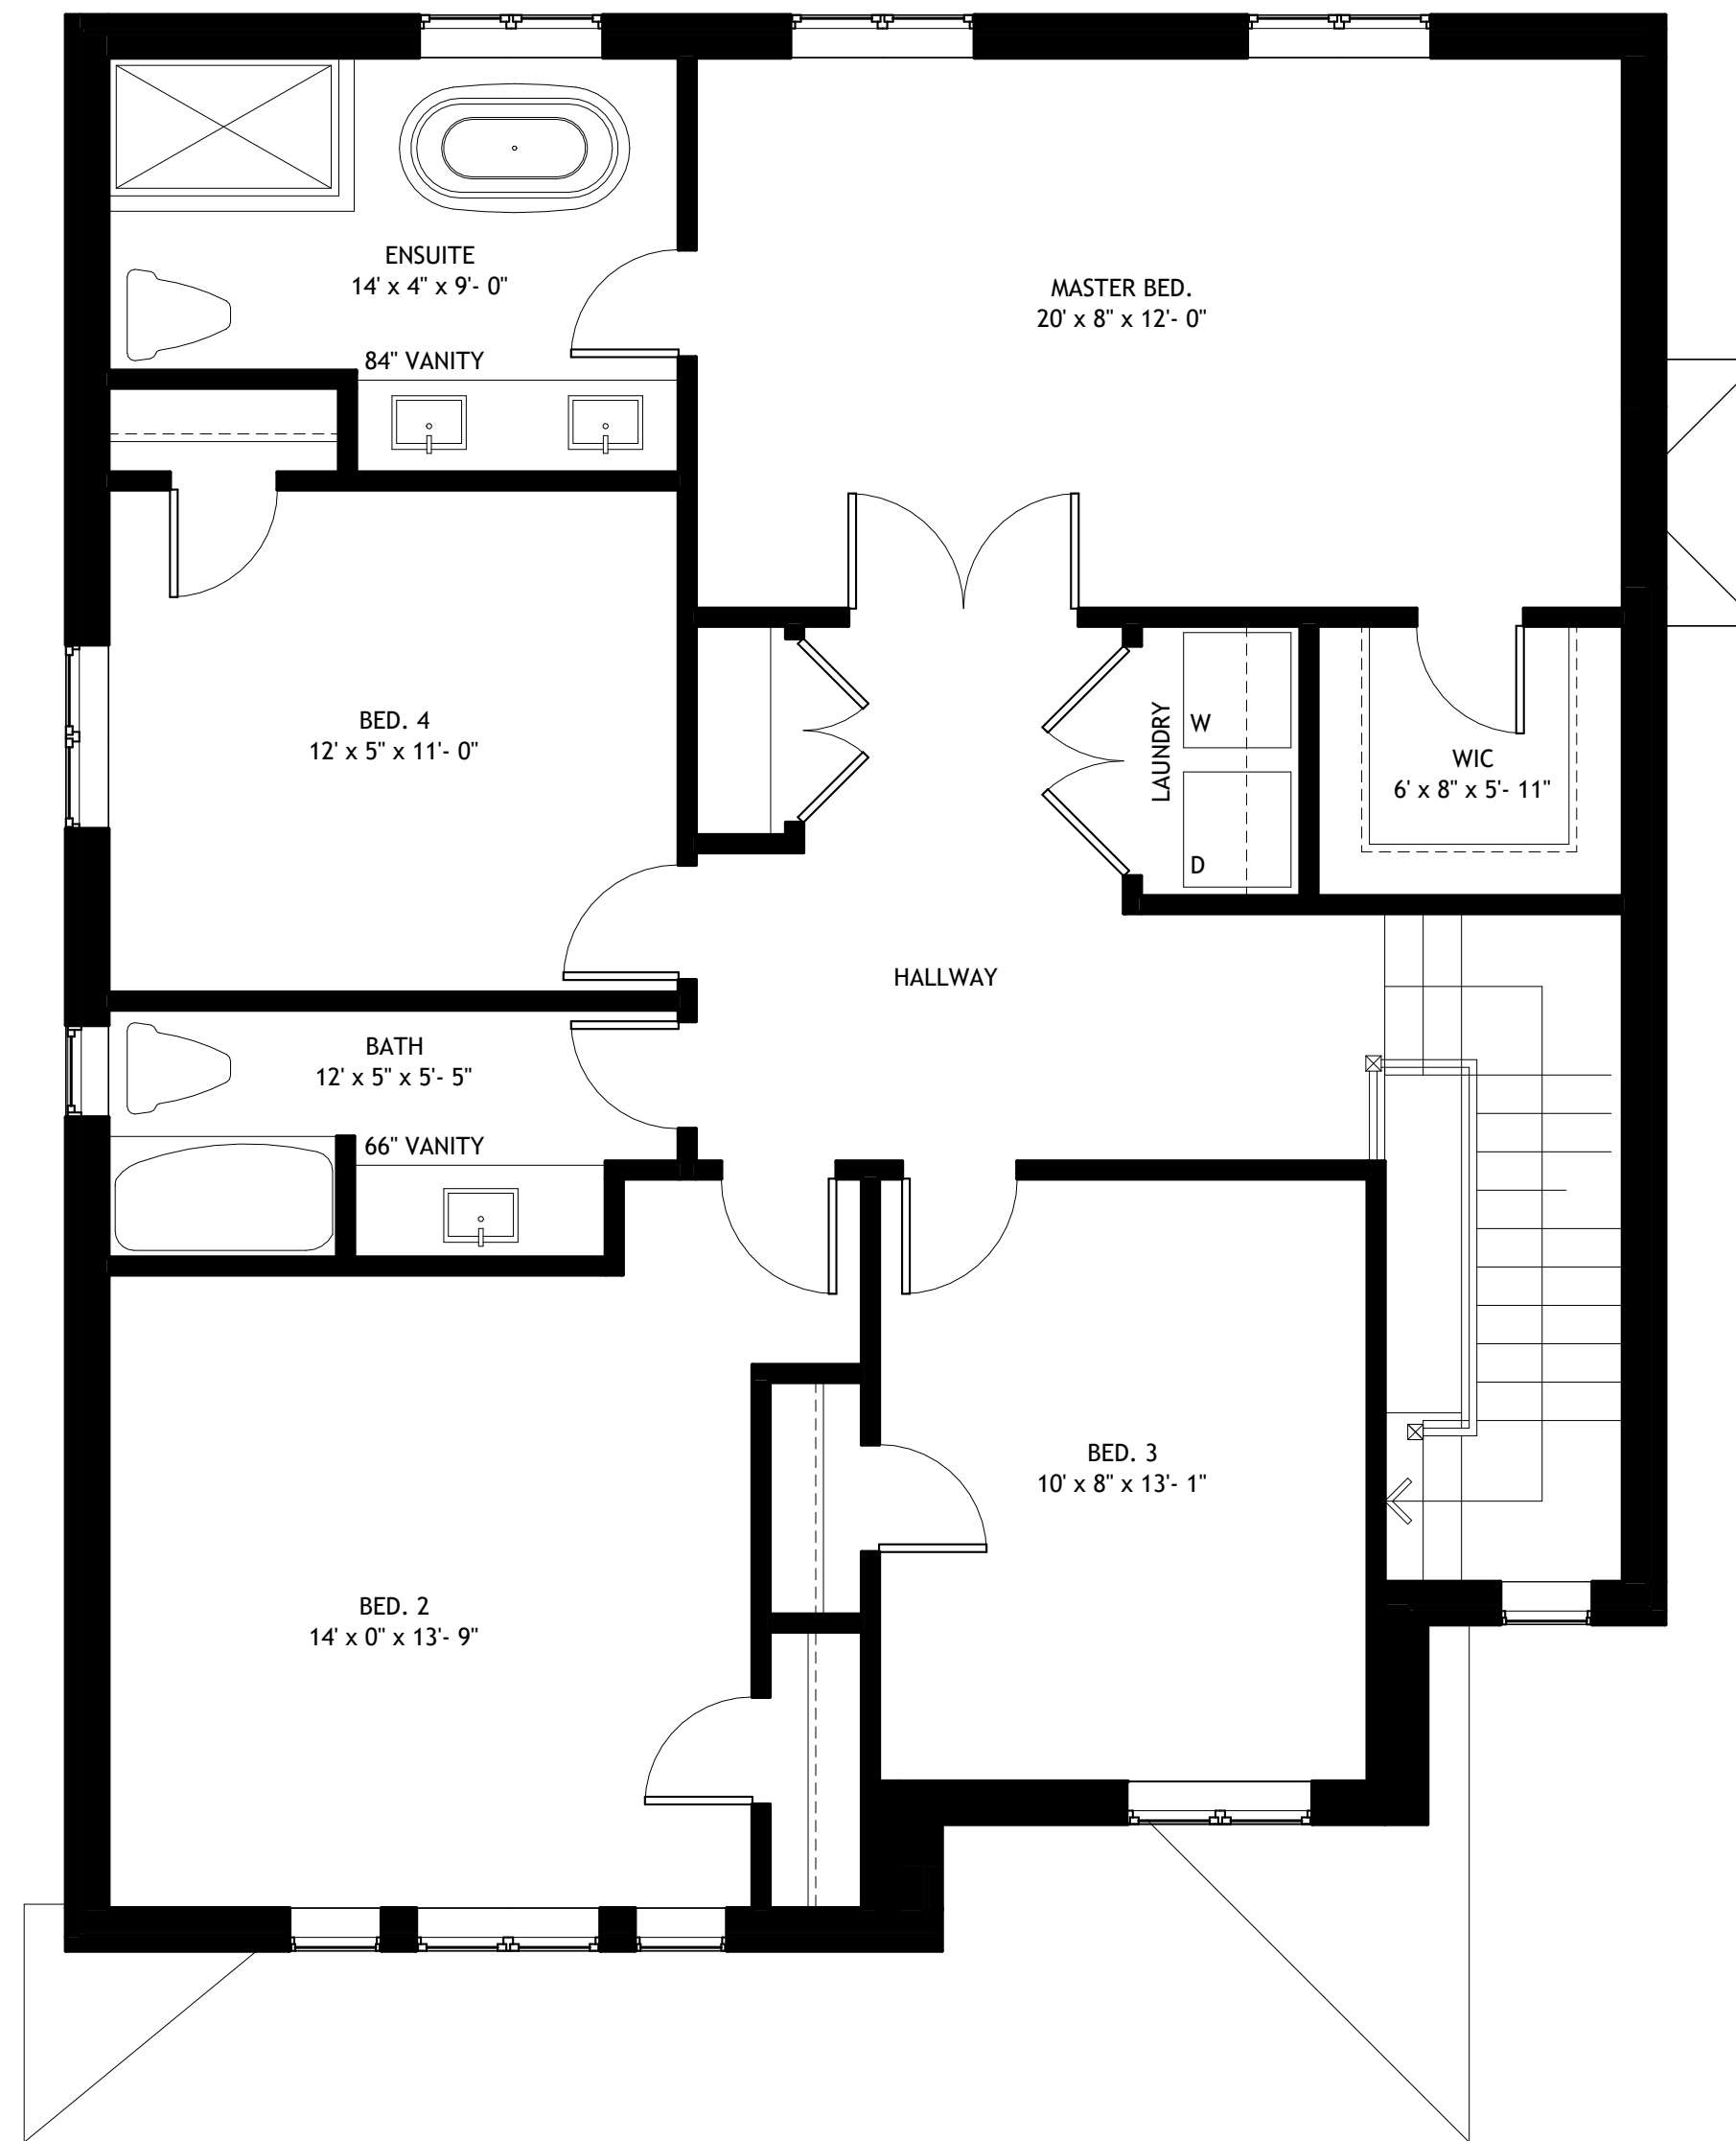 ENSUITE
14' x 4" x 9'- 0"
84" VANITY
MASTER BED.
20' x 8" x 12'- 0"
BED. 4
12' x 5" x 11'- 0"
LAUNDRY
W
D
WIC
6' x 8" x 5'- 11"
HALLWAY
BATH
12' x 5" x 5'- 5"
66" VANITY
BED. 3
10' x 8" x 13'- 1"
BED. 2
14' x 0" x 13'- 9"